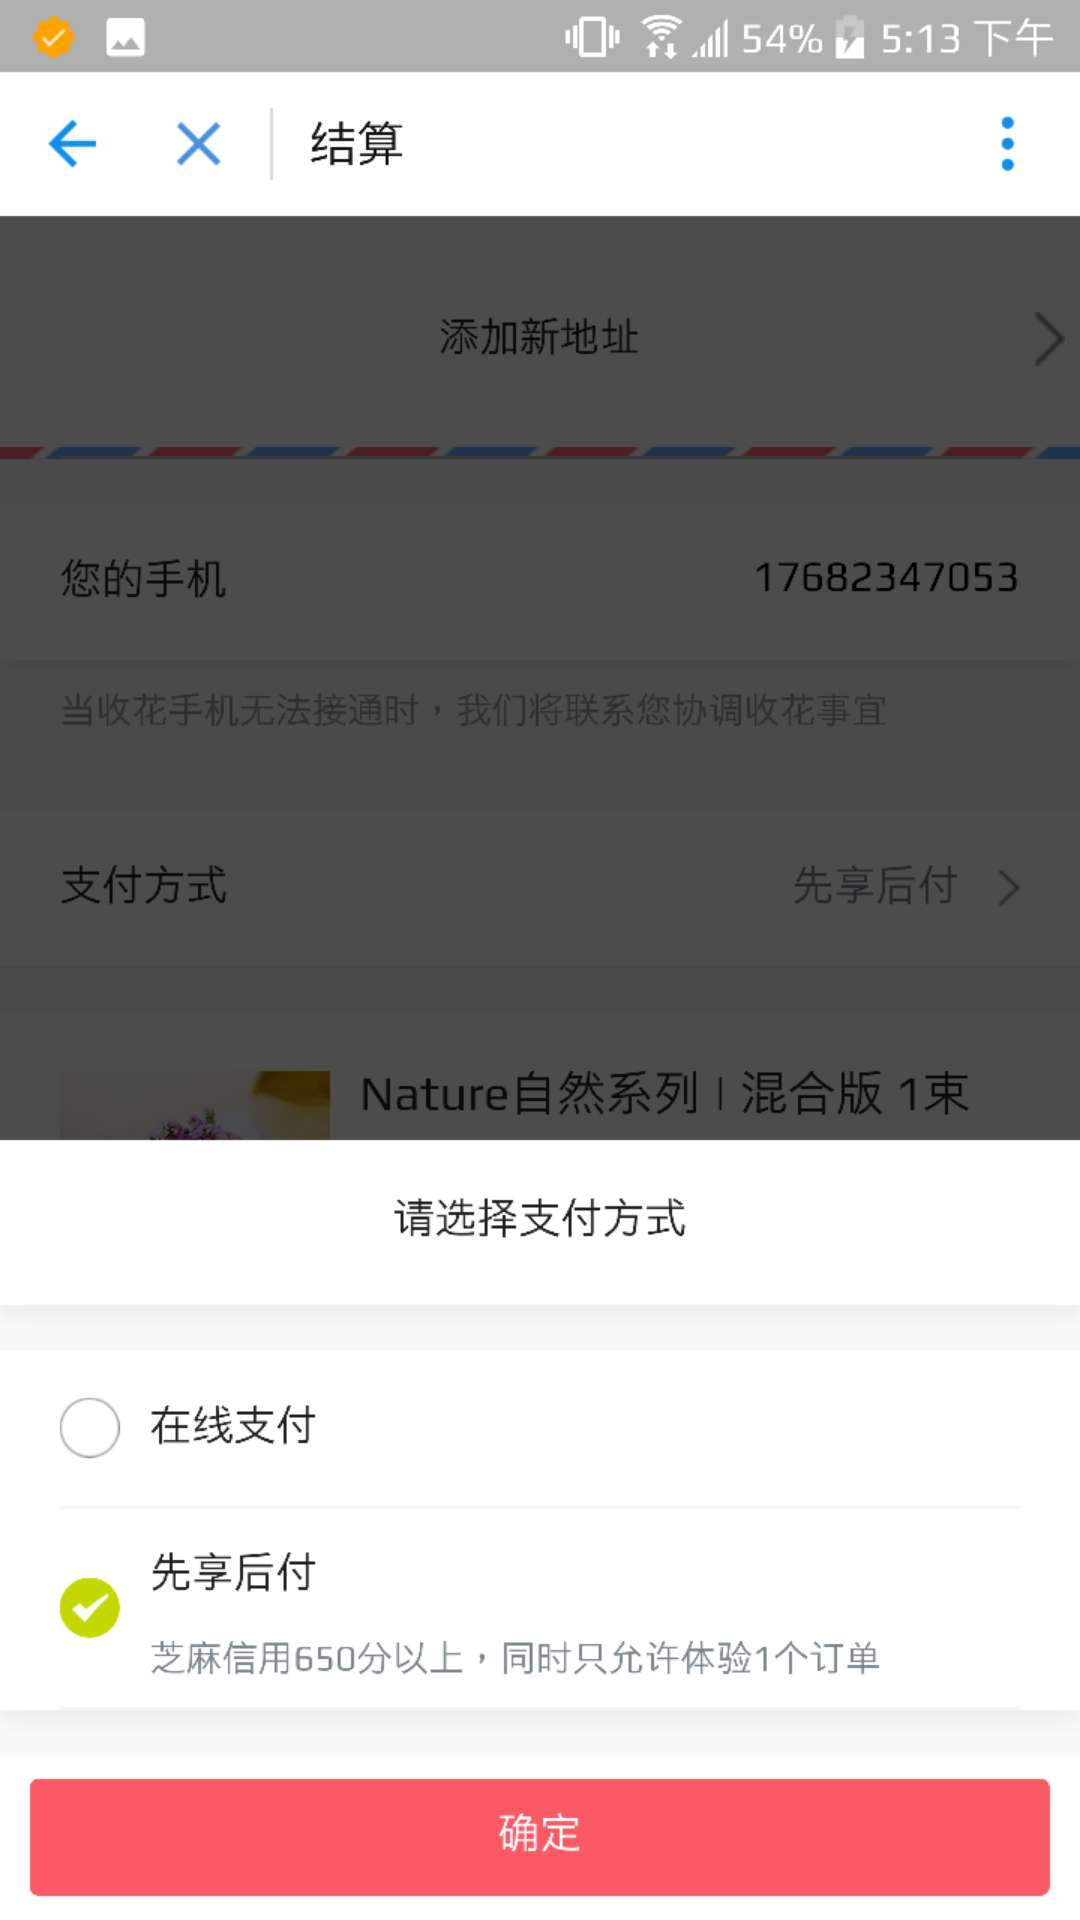 54% 5:13 下午
结算
添加新地址
您的手机 17682347053
当收花手机无法接通时，我们将联系您协调收花事宜
支付方式 先享后付
Nature自然系列 | 混合版 1束
请选择支付方式
在线支付
先享后付
芝麻信用650分以上，同时只允许体验1个订单
确定